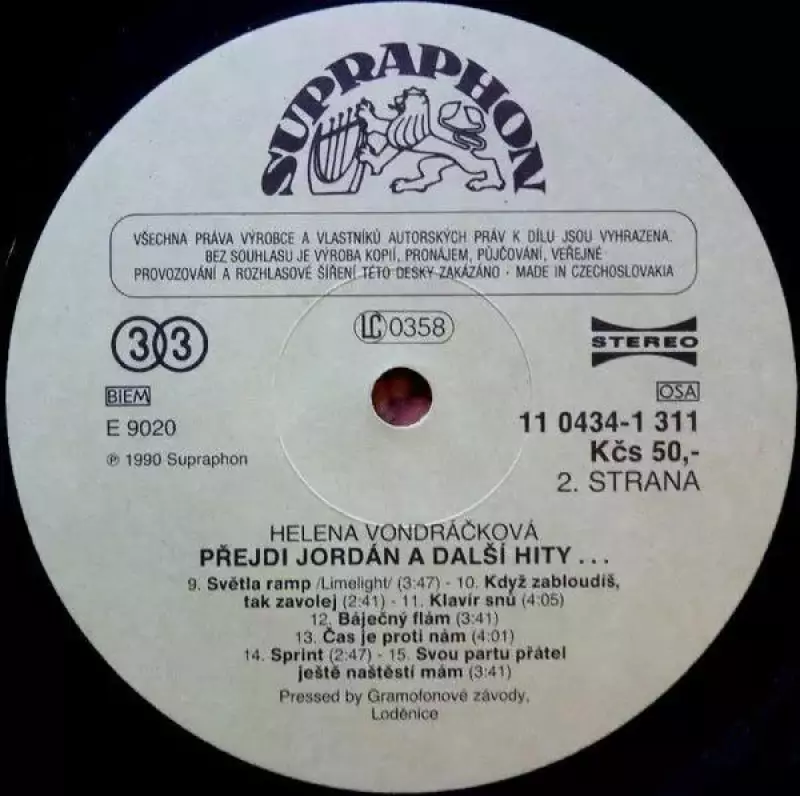 SUPRAPHON
VŠECHNA PRÁVA VÝROBCE A VLASTNÍKŮ AUTORSKÝCH PRÁV K DÍLU JSOU VYHRAZENA.
BEZ SOUHLASU JE VÝROBA KOPIÍ, PRONÁJEM, PŮJČOVÁNÍ, VEŘEJNÉ
PROVOZOVÁNÍ A ROZHLASOVÉ ŠÍŘENÍ TÉTO DESKY ZAKÁZÁNO · MADE IN CZECHOSLOVAKIA
33
LC 0358
STEREO
BIEM
OSA
E 9020
11 0434-1 311
℗ 1990 Supraphon
Kčs 50,-
2. STRANA
HELENA VONDRÁČKOVÁ
PŘEJDI JORDÁN A DALŠÍ HITY ...
9. Světla ramp /Limelight/ (3:47) - 10. Když zabloudíš,
tak zavolej (2:41) - 11. Klavír snů (4:05)
12. Báječný flám (3:41)
13. Čas je proti nám (4:01)
14. Sprint (2:47) - 15. Svou partu přátel
ještě naštěstí mám (3:41)
Pressed by Gramofonové závody,
Loděnice